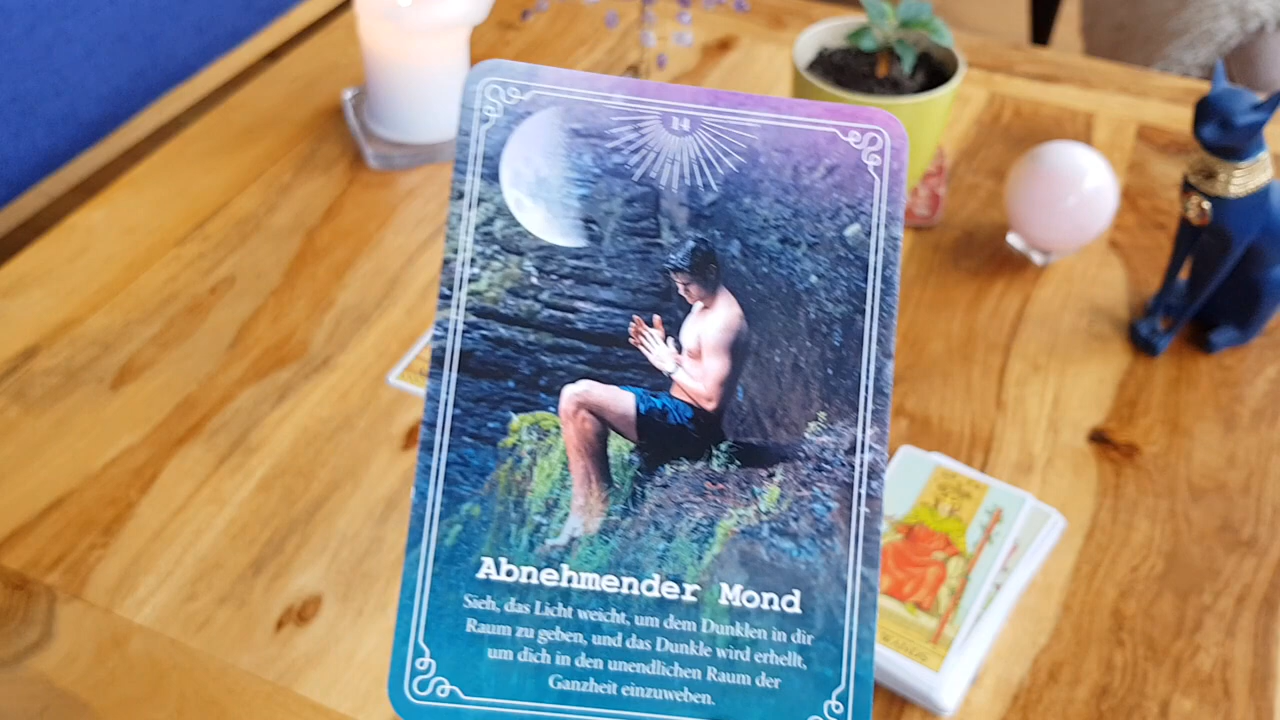 Abnehmender Mond
Sieh, das Licht weicht, um dem Dunklen in dir
Raum zu geben, und das Dunkle wird erhellt,
um dich in den unendlichen Raum der
Ganzheit einzuweben.
WANDS